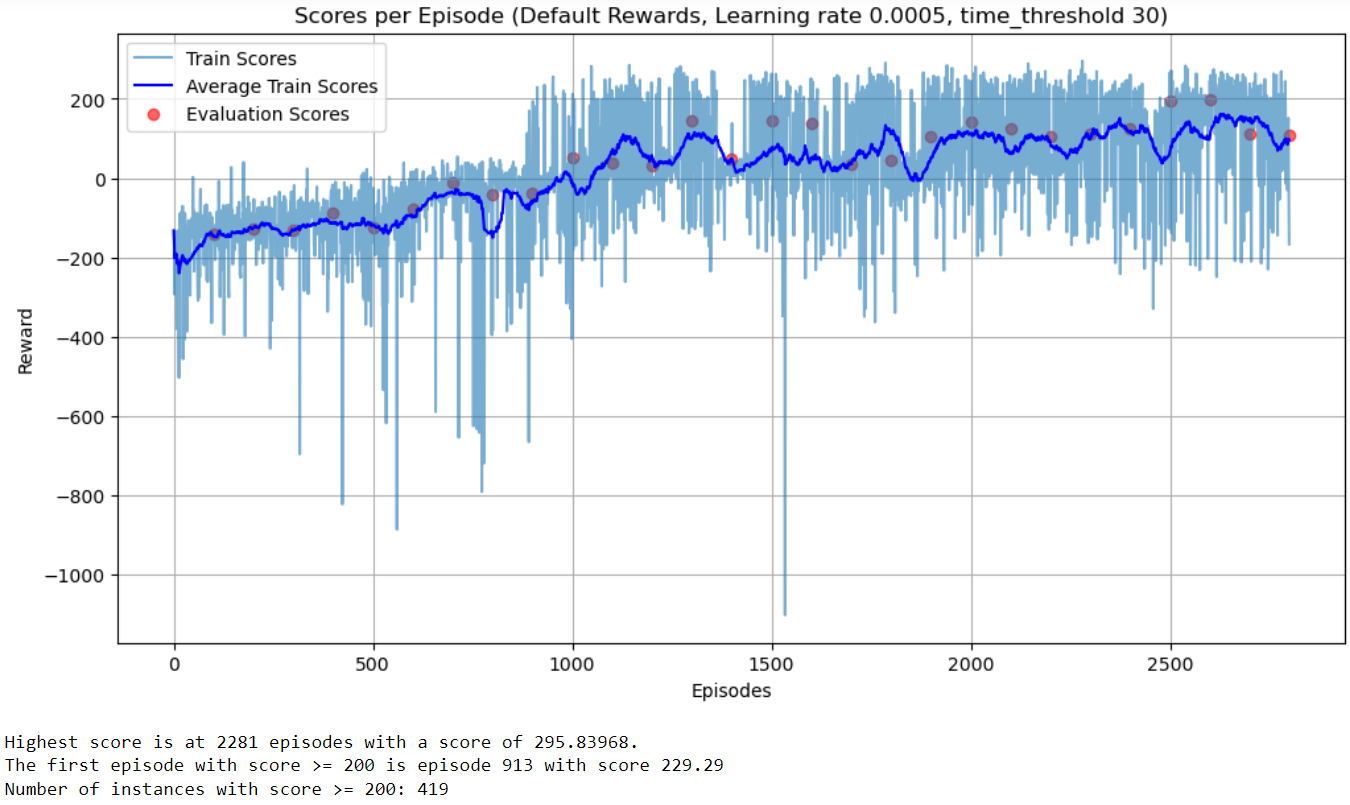 Scores per Episode (Default Rewards, Learning rate 0.0005, time_threshold 30)
Train Scores
Average Train Scores
Evaluation Scores
200
0
−200
−400
−600
−800
−1000
Reward
0
500
1000
1500
2000
2500
Episodes
Highest score is at 2281 episodes with a score of 295.83968.
The first episode with score >= 200 is episode 913 with score 229.29
Number of instances with score >= 200: 419